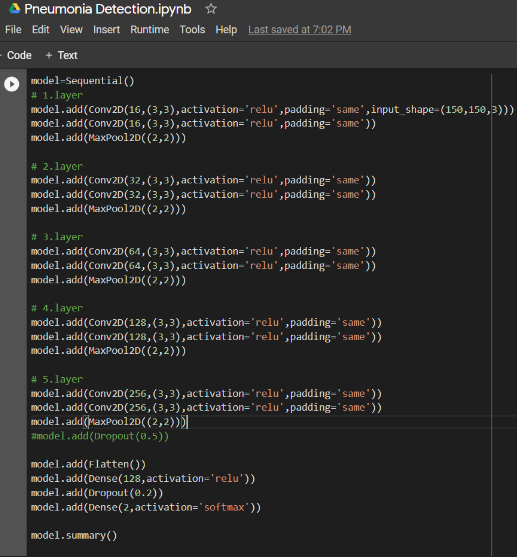 Pneumonia Detection.ipynb
File Edit View Insert Runtime Tools Help Last saved at 7:02 PM
Code + Text
model=Sequential()
# 1.layer
model.add(Conv2D(16,(3,3),activation='relu',padding='same',input_shape=(150,150,3)))
model.add(Conv2D(16,(3,3),activation='relu',padding='same'))
model.add(MaxPool2D((2,2)))
# 2.layer
model.add(Conv2D(32,(3,3),activation='relu',padding='same'))
model.add(Conv2D(32,(3,3),activation='relu',padding='same'))
model.add(MaxPool2D((2,2)))
# 3.layer
model.add(Conv2D(64,(3,3),activation='relu',padding='same'))
model.add(Conv2D(64,(3,3),activation='relu',padding='same'))
model.add(MaxPool2D((2,2)))
# 4.layer
model.add(Conv2D(128,(3,3),activation='relu',padding='same'))
model.add(Conv2D(128,(3,3),activation='relu',padding='same'))
model.add(MaxPool2D((2,2)))
# 5.layer
model.add(Conv2D(256,(3,3),activation='relu',padding='same'))
model.add(Conv2D(256,(3,3),activation='relu',padding='same'))
model.add(MaxPool2D((2,2)))
#model.add(Dropout(0.5))
model.add(Flatten())
model.add(Dense(128,activation='relu'))
model.add(Dropout(0.2))
model.add(Dense(2,activation='softmax'))
model.summary()